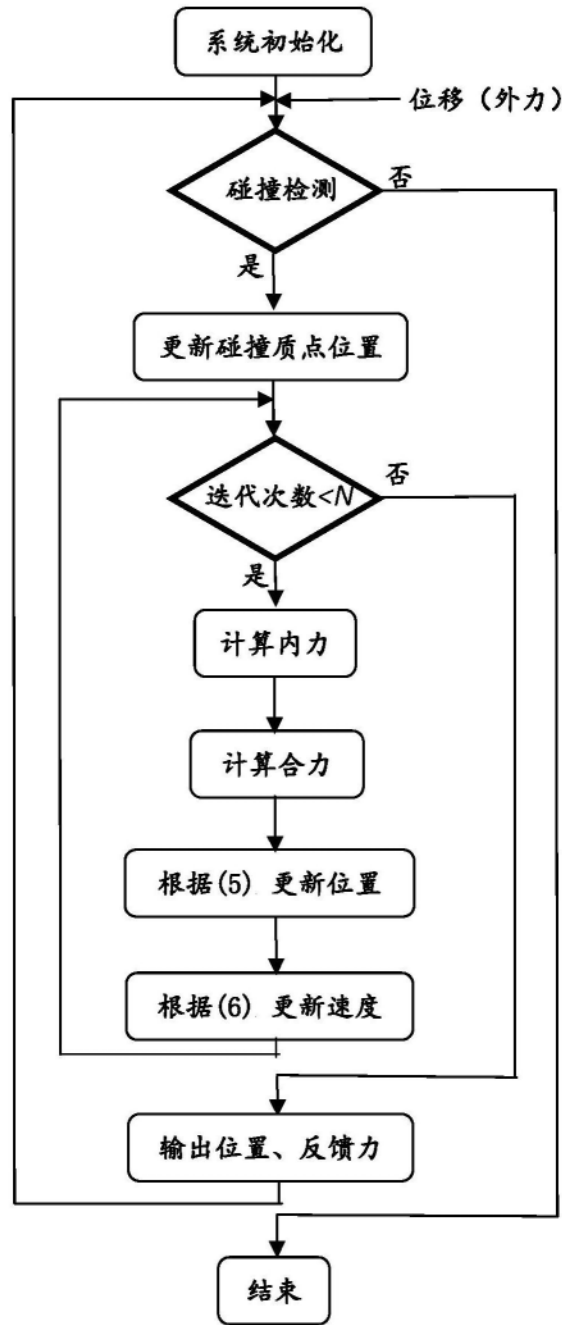 系统初始化
位移（外力）
碰撞检测
否
是
更新碰撞质点位置
迭代次数<N
否
是
计算内力
计算合力
根据(5) 更新位置
根据(6) 更新速度
输出位置、反馈力
结束